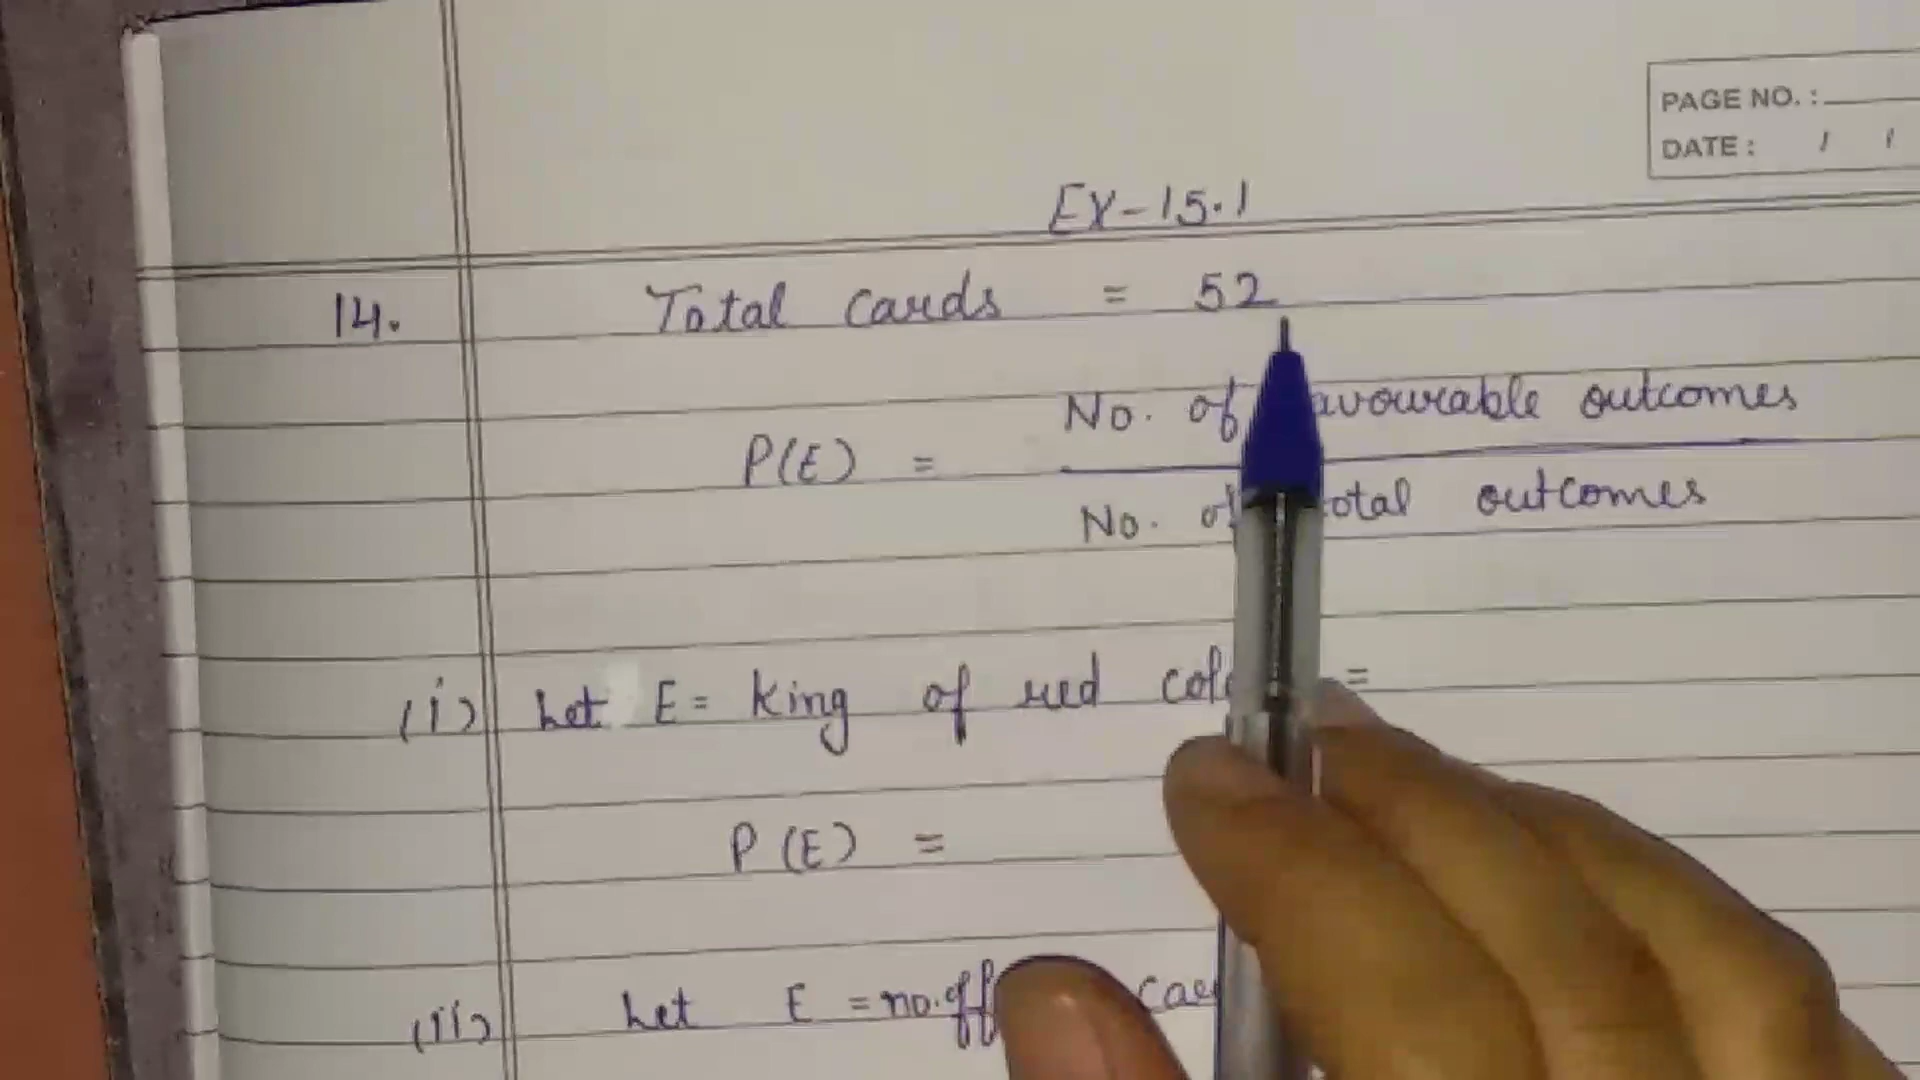 PAGE NO. :
DATE : / /
EX-15.1
14. Total cards = 52
No. of avourable outcomes
P(E) =
No. of otal outcomes
(i) Let E = King of red =
P(E) =
(ii) Let E = no. of